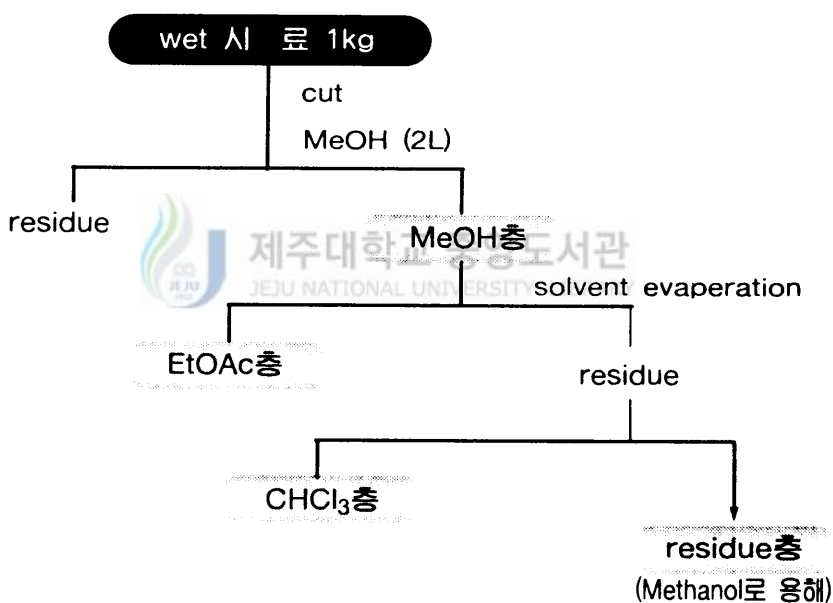 wet 시 료 1kg
cut
MeOH (2L)
residue
MeOH층
제주대학교 중앙도서관
JEJU NATIONAL UNIVERSITY
JEJU
1952
solvent evaperation
EtOAc층
residue
CHCl₃층
residue층
(Methanol로 용해)